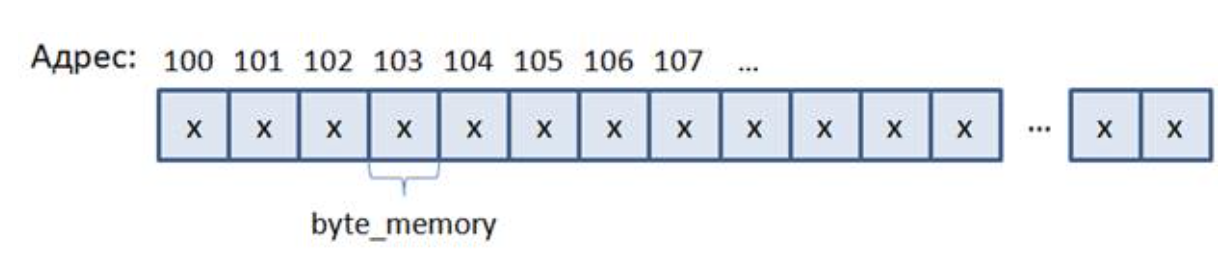 Адрес: 100 101 102 103 104 105 106 107 ...
x x x x x x x x x x x x ... x x
byte_memory